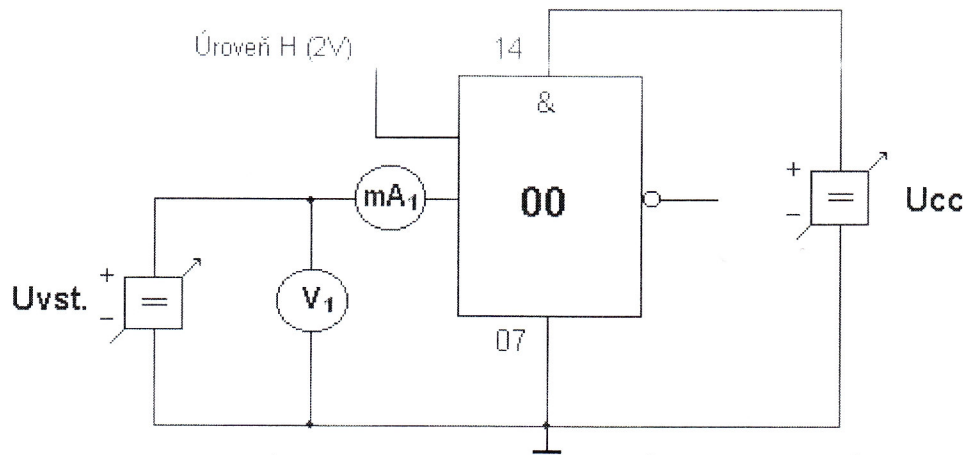 Úroveň H (2V)
14
&
+
mA1
00
=
Ucc
–
+
Uvst.
=
V1
–
07